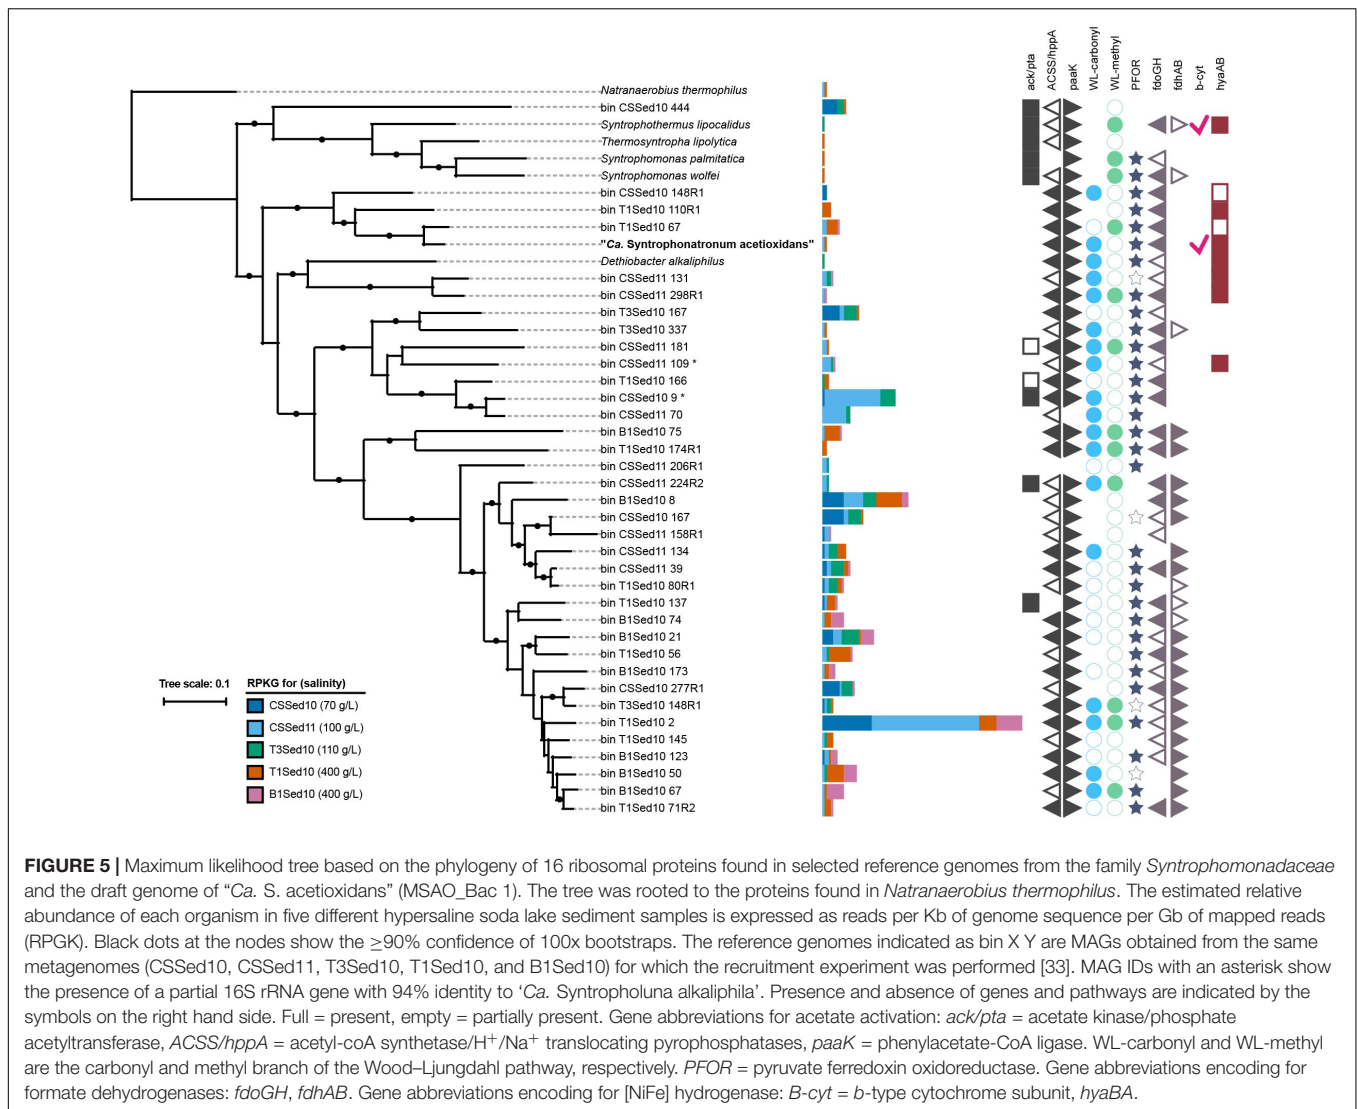 ack/pta
ACSS/hppA
paaK
WL-carbonyl
WL-methyl
PFOR
fdoGH
fdhAB
b-cyt
hyaAB
Natranaerobius thermophilus
bin CSSed10 444
Syntrophothermus lipocalidus
Thermosyntropha lipolytica
Syntrophomonas palmitatica
Syntrophomonas wolfei
bin CSSed10 148R1
bin T1Sed10 110R1
bin T1Sed10 67
"Ca. Syntrophonatronum acetioxidans"
Dethiobacter alkaliphilus
bin CSSed11 131
bin CSSed11 298R1
bin T3Sed10 167
bin T3Sed10 337
bin CSSed11 181
bin CSSed11 109 *
bin T1Sed10 166
bin CSSed10 9 *
bin CSSed11 70
bin B1Sed10 75
bin T1Sed10 174R1
bin CSSed11 206R1
bin CSSed11 224R2
bin B1Sed10 8
bin CSSed10 167
bin CSSed11 158R1
bin CSSed11 134
bin CSSed11 39
bin T1Sed10 80R1
bin T1Sed10 137
bin B1Sed10 74
bin B1Sed10 21
bin T1Sed10 56
bin B1Sed10 173
bin CSSed10 277R1
bin T3Sed10 148R1
bin T1Sed10 2
bin T1Sed10 145
bin B1Sed10 123
bin B1Sed10 50
bin B1Sed10 67
bin T1Sed10 71R2
Tree scale: 0.1
RPKG for (salinity)
CSSed10 (70 g/L)
CSSed11 (100 g/L)
T3Sed10 (110 g/L)
T1Sed10 (400 g/L)
B1Sed10 (400 g/L)
FIGURE 5 | Maximum likelihood tree based on the phylogeny of 16 ribosomal proteins found in selected reference genomes from the family Syntrophomonadaceae
and the draft genome of “Ca. S. acetioxidans” (MSAO_Bac 1). The tree was rooted to the proteins found in Natranaerobius thermophilus. The estimated relative
abundance of each organism in five different hypersaline soda lake sediment samples is expressed as reads per Kb of genome sequence per Gb of mapped reads
(RPGK). Black dots at the nodes show the ≥90% confidence of 100x bootstraps. The reference genomes indicated as bin X Y are MAGs obtained from the same
metagenomes (CSSed10, CSSed11, T3Sed10, T1Sed10, and B1Sed10) for which the recruitment experiment was performed [33]. MAG IDs with an asterisk show
the presence of a partial 16S rRNA gene with 94% identity to ‘Ca. Syntropholuna alkaliphila’. Presence and absence of genes and pathways are indicated by the
symbols on the right hand side. Full = present, empty = partially present. Gene abbreviations for acetate activation: ack/pta = acetate kinase/phosphate
acetyltransferase, ACSS/hppA = acetyl-coA synthetase/H+/Na+ translocating pyrophosphatases, paaK = phenylacetate-CoA ligase. WL-carbonyl and WL-methyl
are the carbonyl and methyl branch of the Wood–Ljungdahl pathway, respectively. PFOR = pyruvate ferredoxin oxidoreductase. Gene abbreviations encoding for
formate dehydrogenases: fdoGH, fdhAB. Gene abbreviations encoding for [NiFe] hydrogenase: B-cyt = b-type cytochrome subunit, hyaBA.